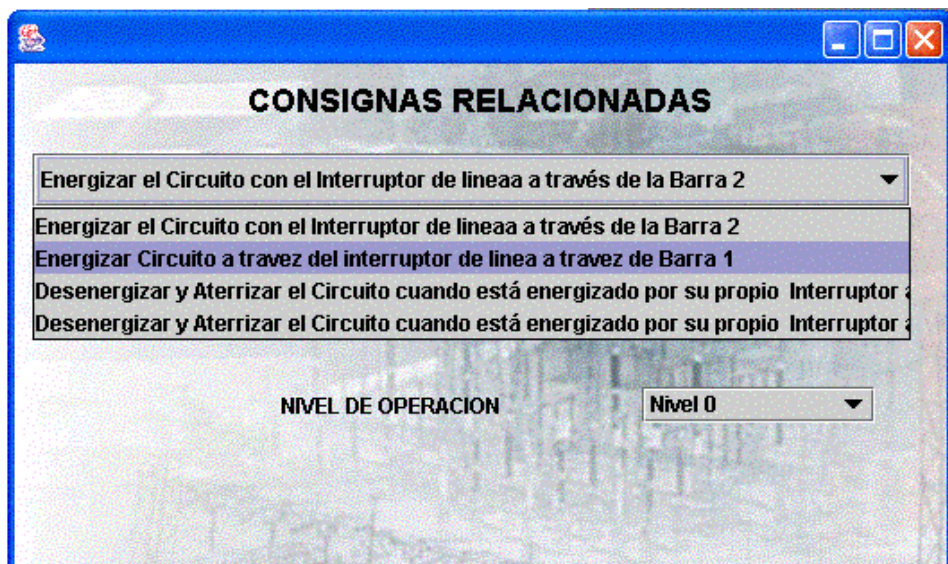 CONSIGNAS RELACIONADAS
Energizar el Circuito con el Interruptor de lineaa a través de la Barra 2
Energizar el Circuito con el Interruptor de lineaa a través de la Barra 2
Energizar Circuito a travez del interruptor de linea a travez de Barra 1
Desenergizar y Aterrizar el Circuito cuando está energizado por su propio Interruptor
Desenergizar y Aterrizar el Circuito cuando está energizado por su propio Interruptor
NIVEL DE OPERACION Nivel 0